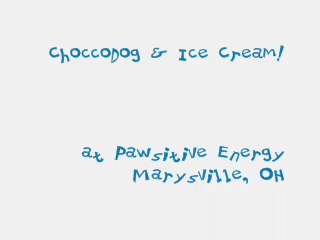 ChoccoDog & Ice Cream!
at Pawsitive Energy
Marysville, OH